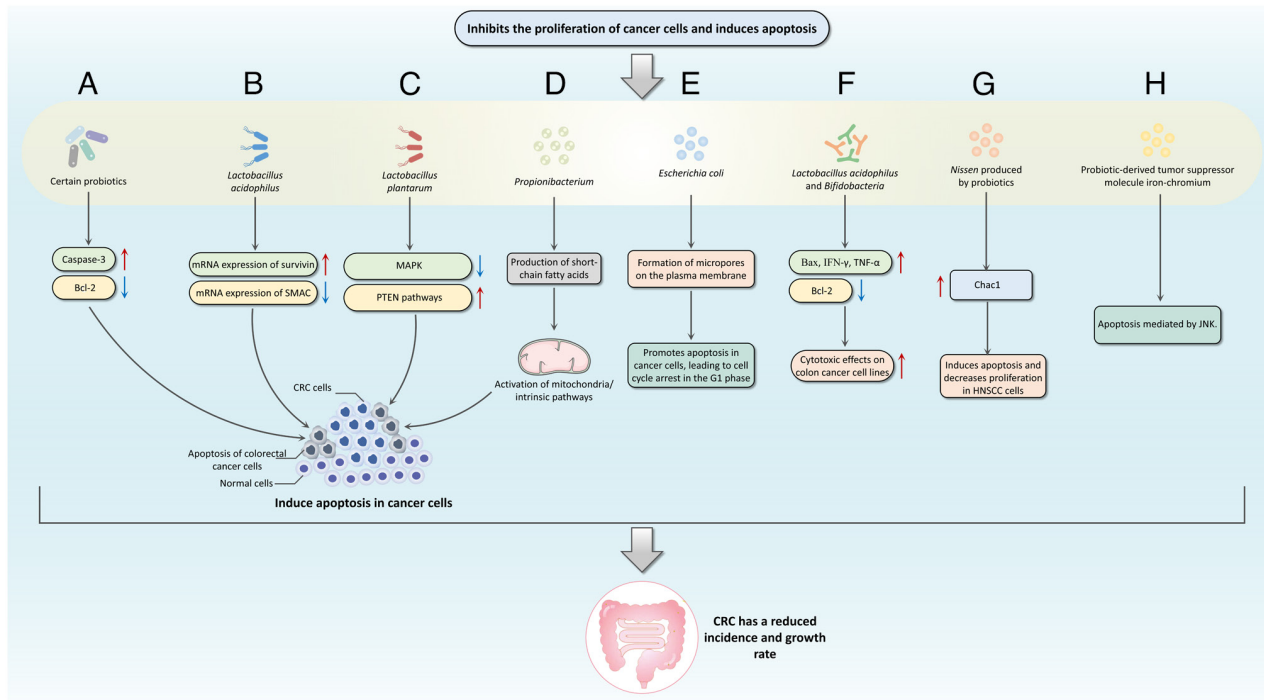 Inhibits the proliferation of cancer cells and induces apoptosis
A
B
C
D
E
F
G
H
Certain probiotics
Lactobacillus
acidophilus
Lactobacillus
plantarum
Propionibacterium
Escherichia coli
Lactobacillus acidophilus
and Bifidobacteria
Nissen produced
by probiotics
Probiotic-derived tumor suppressor
molecule iron-chromium
Caspase-3
Bcl-2
mRNA expression of survivin
mRNA expression of SMAC
MAPK
PTEN pathways
Production of short-
chain fatty acids
Formation of micropores
on the plasma membrane
Bax, IFN-γ, TNF-α
Bcl-2
Chac1
Apoptosis mediated by JNK.
Activation of mitochondria/
intrinsic pathways
Promotes apoptosis in
cancer cells, leading to cell
cycle arrest in the G1 phase
Cytotoxic effects on
colon cancer cell lines
Induces apoptosis and
decreases proliferation
in HNSCC cells
CRC cells
Apoptosis of colorectal
cancer cells
Normal cells
Induce apoptosis in cancer cells
CRC has a reduced
incidence and growth
rate